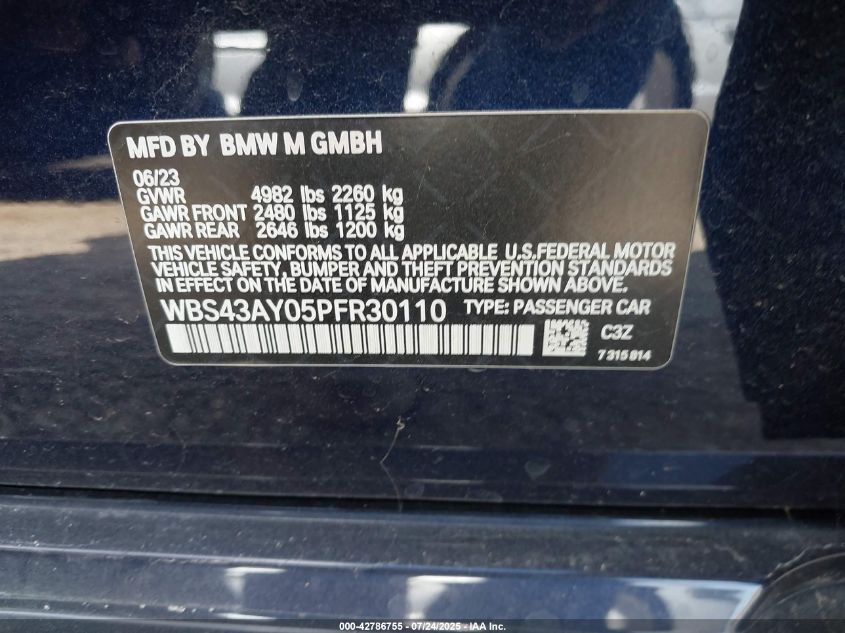 MFD BY BMW M GMBH
06/23
GVWR 4982 lbs 2260 kg
GAWR FRONT 2480 lbs 1125 kg
GAWR REAR 2646 lbs 1200 kg
THIS VEHICLE CONFORMS TO ALL APPLICABLE U.S.FEDERAL MOTOR
VEHICLE SAFETY, BUMPER AND THEFT PREVENTION STANDARDS
IN EFFECT ON THE DATE OF MANUFACTURE SHOWN ABOVE.
WBS43AY05PFR30110 TYPE: PASSENGER CAR
C3Z
7315814
000-42786755 - 07/24/2025 - IAA Inc.